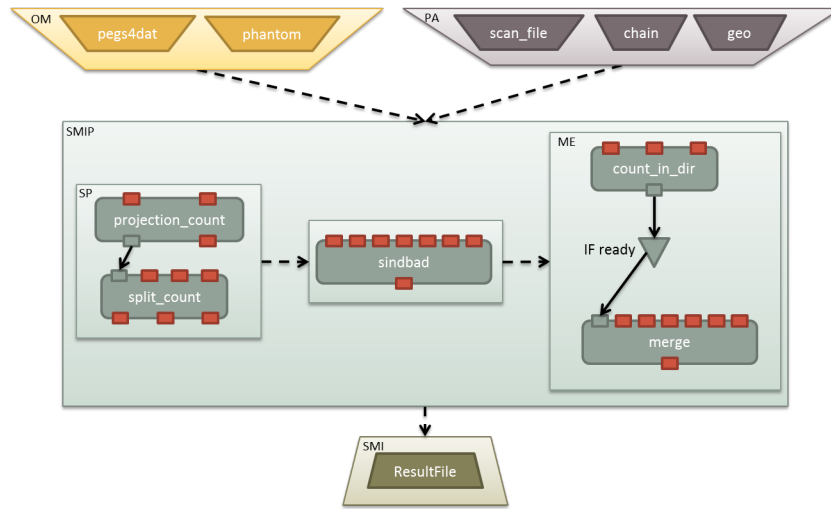 OM
pegs4dat
phantom
PA
scan_file
chain
geo
SMIP
SP
projection_count
split_count
sindbad
ME
count_in_dir
IF ready
merge
SMI
ResultFile